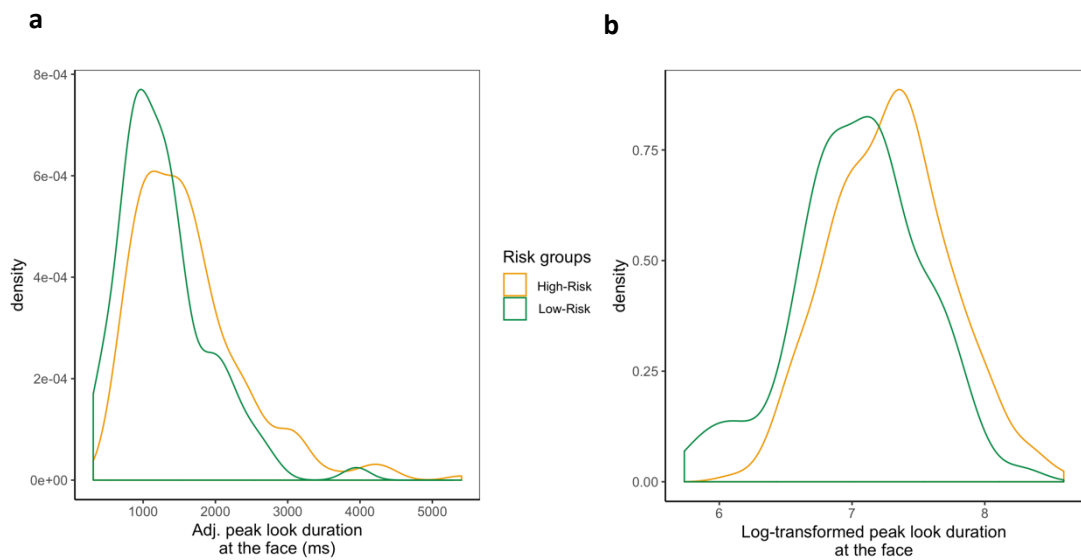 a
8e-04
6e-04
4e-04
2e-04
0e+00
density
1000 2000 3000 4000 5000
Adj. peak look duration
at the face (ms)
Risk groups
High-Risk
Low-Risk
b
0.75
0.50
0.25
0.00
density
6 7 8
Log-transformed peak look duration
at the face